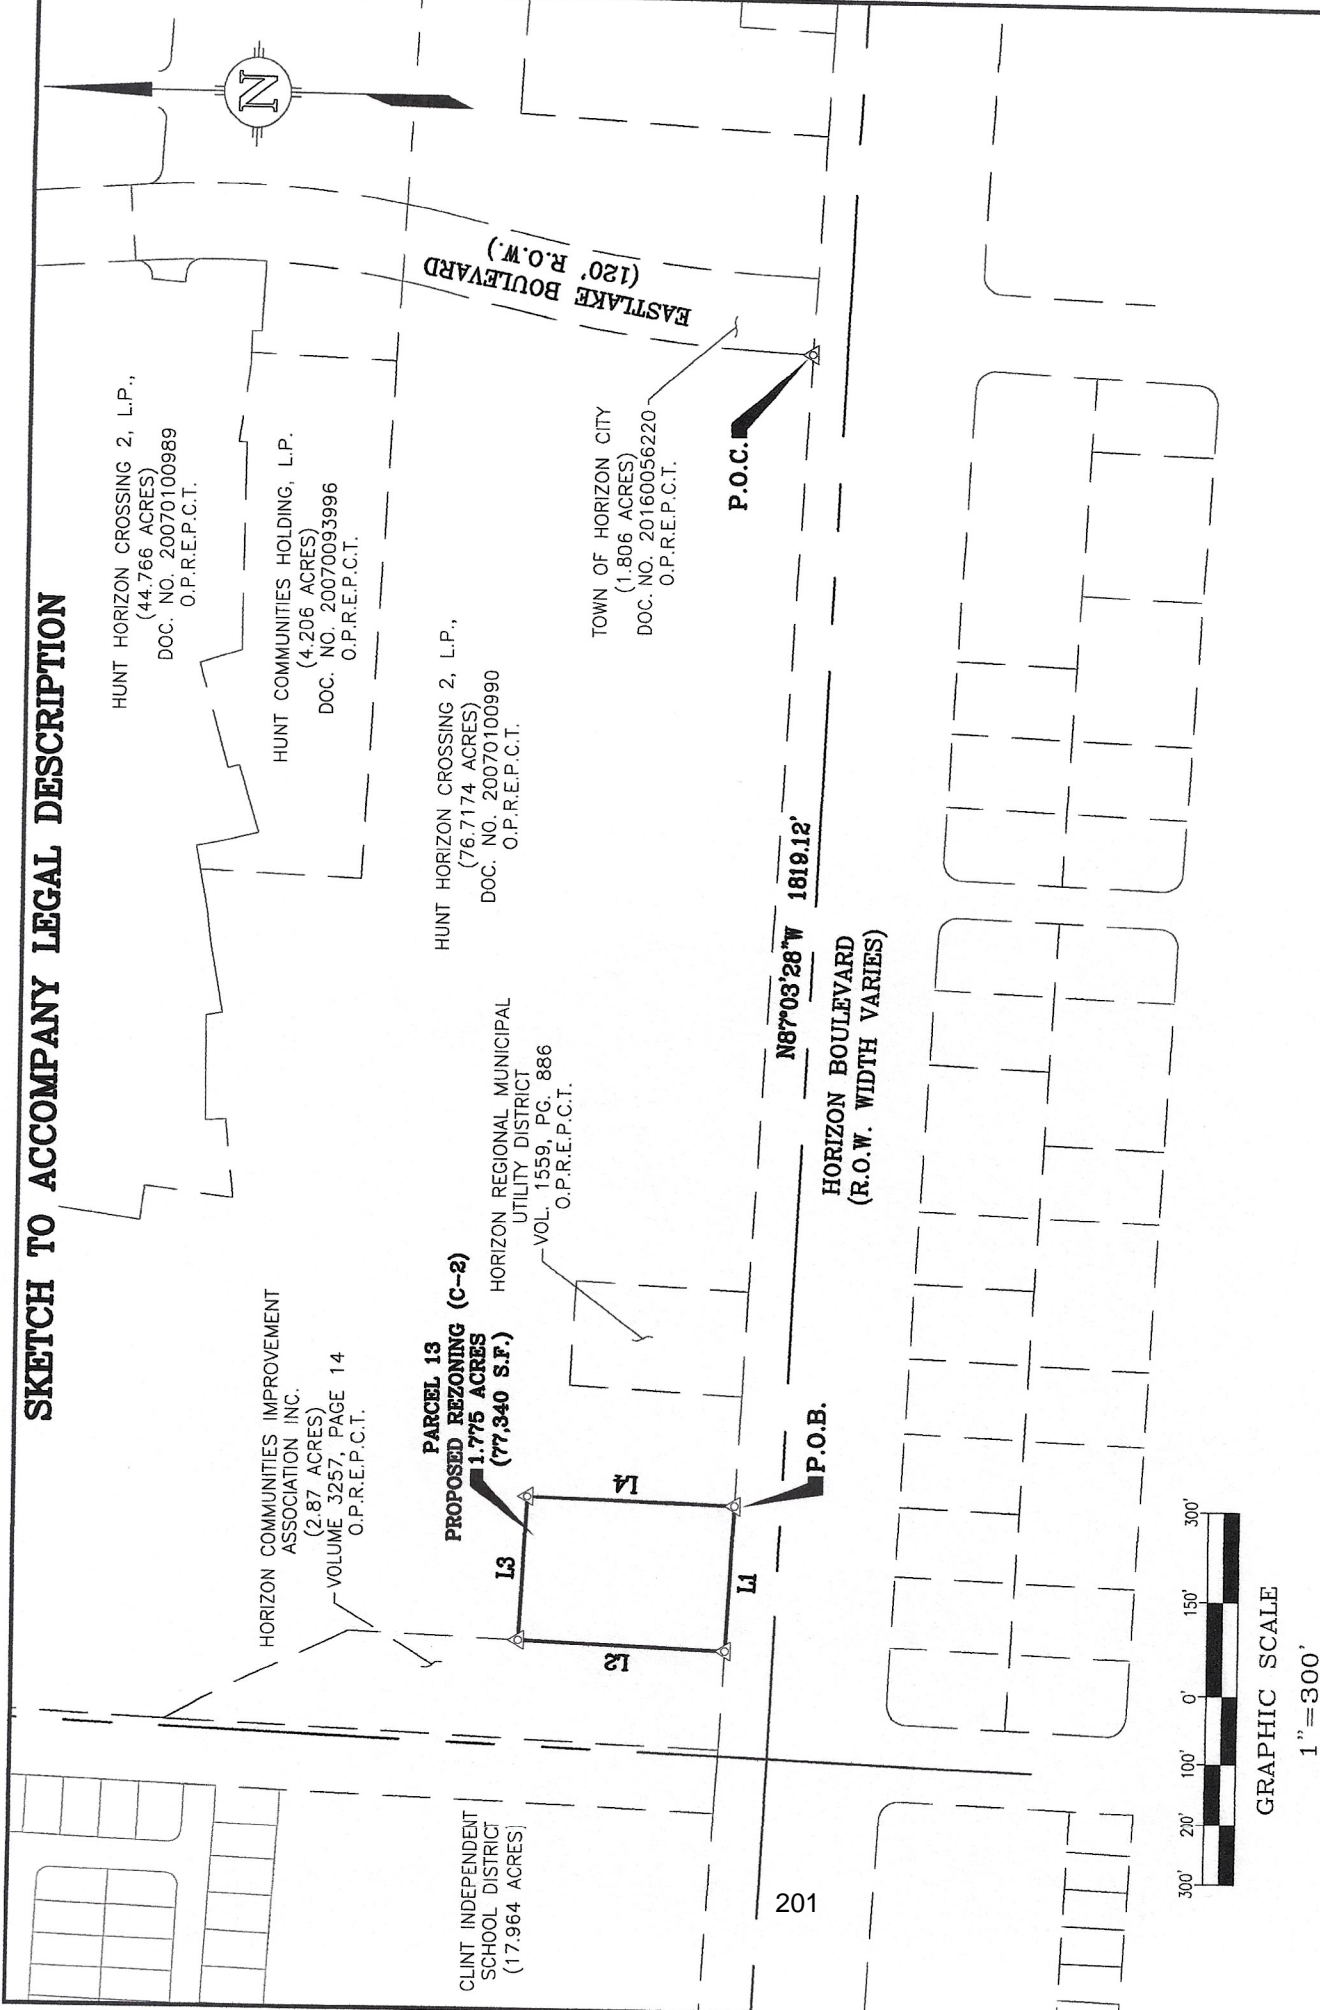 SKETCH TO ACCOMPANY LEGAL DESCRIPTION
N
HUNT HORIZON CROSSING 2, L.P.,
(44.766 ACRES)
DOC. NO. 20070100989
O.P.R.E.P.C.T.
HUNT COMMUNITIES HOLDING, L.P.
(4.206 ACRES)
DOC. NO. 20070093996
O.P.R.E.P.C.T.
EASTLAKE BOULEVARD
(120' R.O.W.)
HORIZON COMMUNITIES IMPROVEMENT
ASSOCIATION INC.
(2.87 ACRES)
VOLUME 3257, PAGE 14
O.P.R.E.P.C.T.
HUNT HORIZON CROSSING 2, L.P.,
(76.7174 ACRES)
DOC. NO. 20070100990
O.P.R.E.P.C.T.
PARCEL 13
PROPOSED REZONING (C-2)
1.775 ACRES
(77,340 S.F.)
HORIZON REGIONAL MUNICIPAL
UTILITY DISTRICT
VOL. 1559, PG. 886
O.P.R.E.P.C.T.
TOWN OF HORIZON CITY
(1.806 ACRES)
DOC. NO. 20160056220
O.P.R.E.P.C.T.
CLINT INDEPENDENT
SCHOOL DISTRICT
(17.964 ACRES)
L3
L2
L4
L1
P.O.C.
P.O.B.
N87°03'28"W 1819.12'
HORIZON BOULEVARD
(R.O.W. WIDTH VARIES)
201
300' 200' 100' 0' 150' 300'
GRAPHIC SCALE
1"=300'